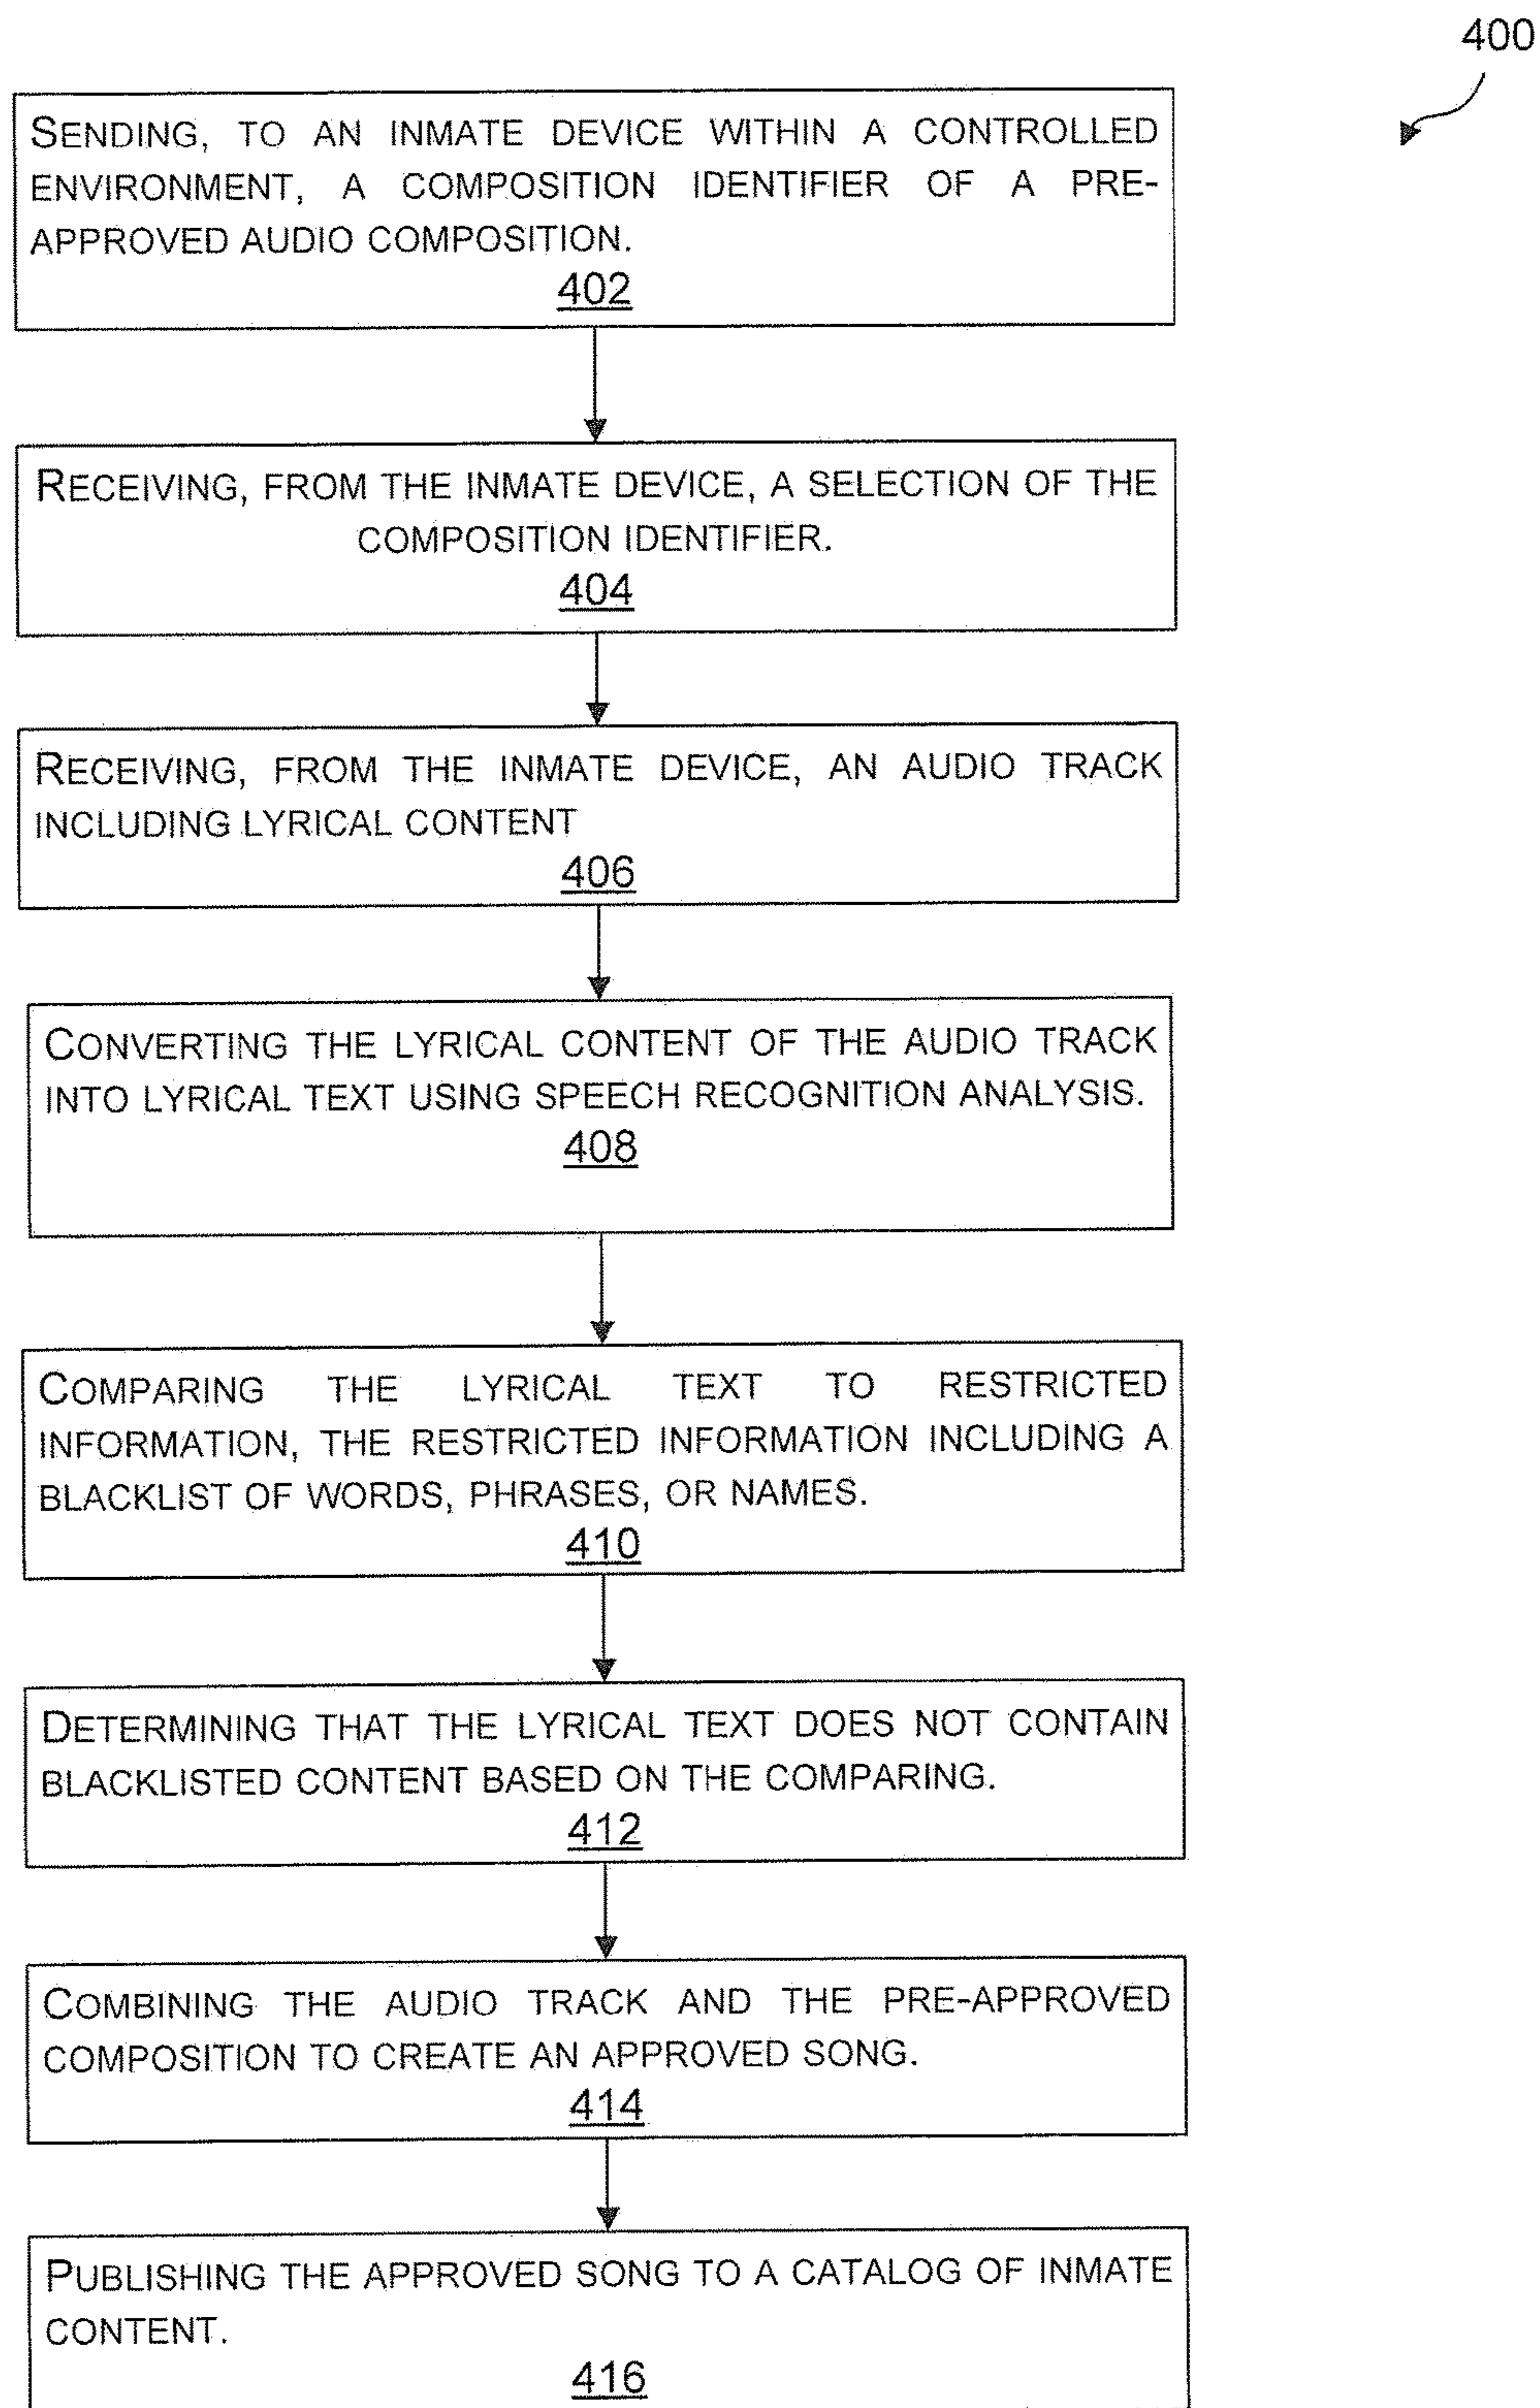 400
SENDING, TO AN INMATE DEVICE WITHIN A CONTROLLED
ENVIRONMENT, A COMPOSITION IDENTIFIER OF A PRE-
APPROVED AUDIO COMPOSITION.
402
RECEIVING, FROM THE INMATE DEVICE, A SELECTION OF THE
COMPOSITION IDENTIFIER.
404
RECEIVING, FROM THE INMATE DEVICE, AN AUDIO TRACK
INCLUDING LYRICAL CONTENT
406
CONVERTING THE LYRICAL CONTENT OF THE AUDIO TRACK
INTO LYRICAL TEXT USING SPEECH RECOGNITION ANALYSIS.
408
COMPARING THE LYRICAL TEXT TO RESTRICTED
INFORMATION, THE RESTRICTED INFORMATION INCLUDING A
BLACKLIST OF WORDS, PHRASES, OR NAMES.
410
DETERMINING THAT THE LYRICAL TEXT DOES NOT CONTAIN
BLACKLISTED CONTENT BASED ON THE COMPARING.
412
COMBINING THE AUDIO TRACK AND THE PRE-APPROVED
COMPOSITION TO CREATE AN APPROVED SONG.
414
PUBLISHING THE APPROVED SONG TO A CATALOG OF INMATE
CONTENT.
416